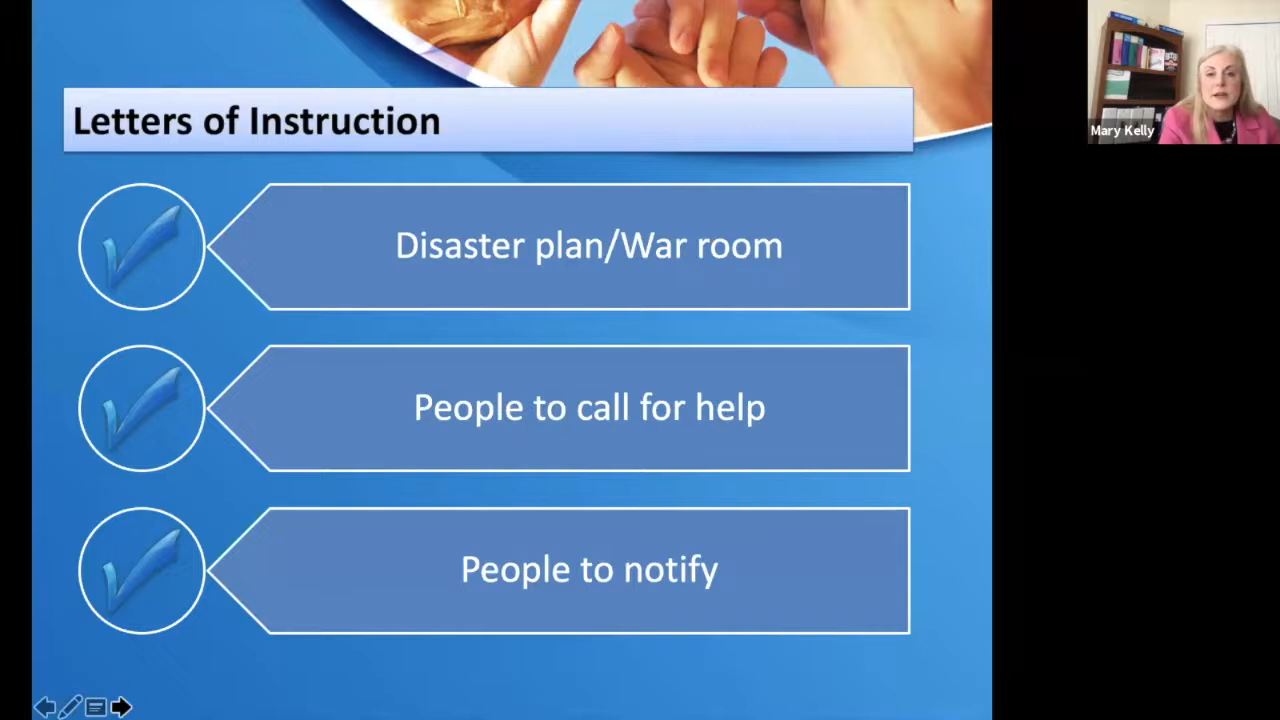 Letters of Instruction
Mary Kelly
Disaster plan/War room
People to call for help
People to notify